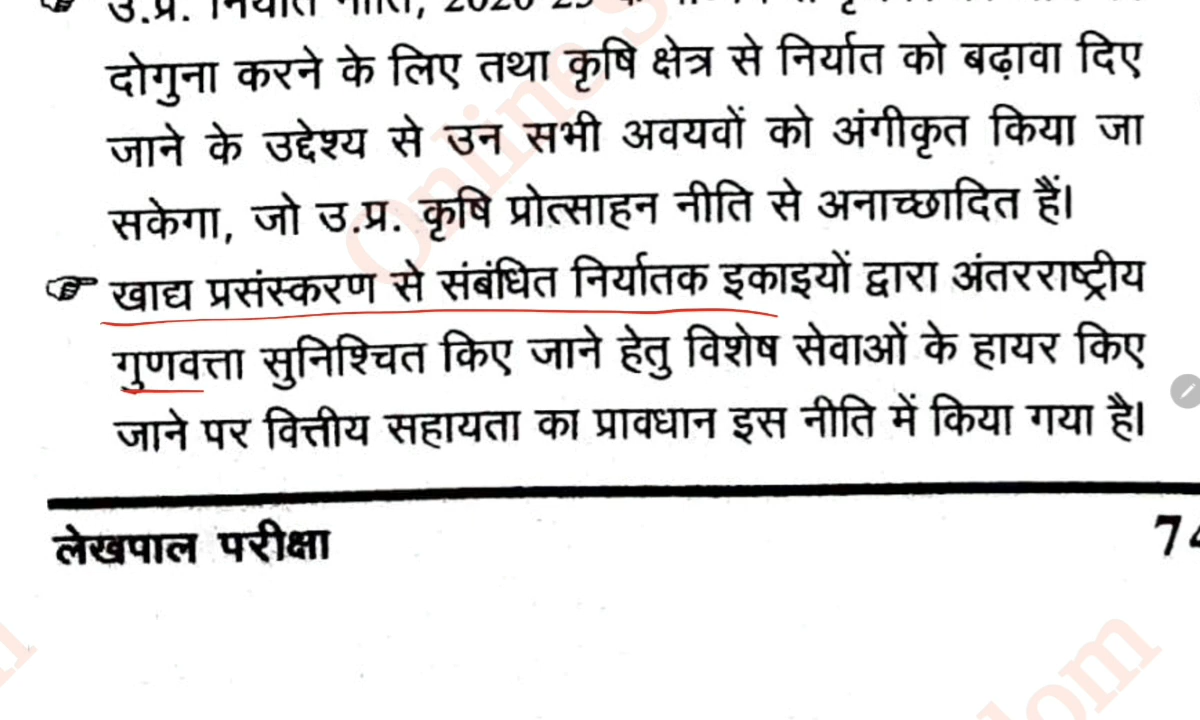 उ.प्र. निर्यात नीति, 2020-25 के
दोगुना करने के लिए तथा कृषि क्षेत्र से निर्यात को बढ़ावा दिए
जाने के उद्देश्य से उन सभी अवयवों को अंगीकृत किया जा
सकेगा, जो उ.प्र. कृषि प्रोत्साहन नीति से अनाच्छादित हैं।
खाद्य प्रसंस्करण से संबंधित निर्यातक इकाइयों द्वारा अंतरराष्ट्रीय
गुणवत्ता सुनिश्चित किए जाने हेतु विशेष सेवाओं के हायर किए
जाने पर वित्तीय सहायता का प्रावधान इस नीति में किया गया है।
लेखपाल परीक्षा
Online S